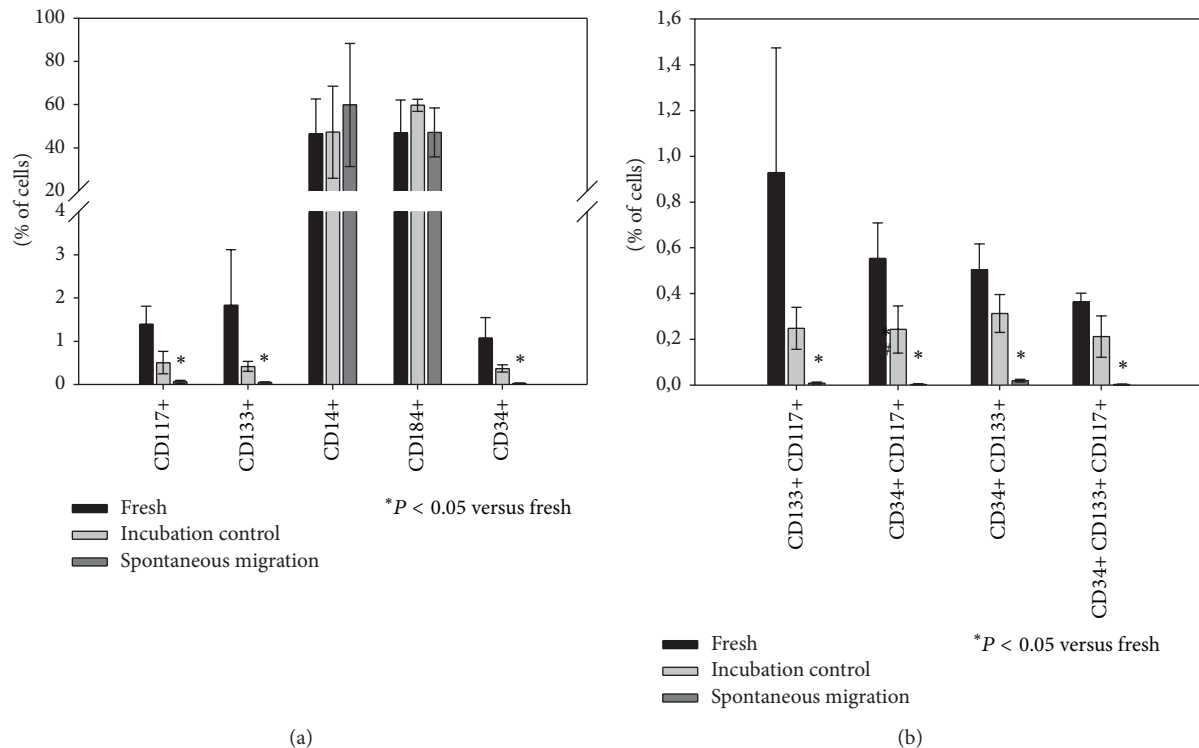 100
80
60
40
20
4
3
2
1
0
(% of cells)
*
*
*
CD117+
CD133+
CD14+
CD184+
CD34+
Fresh
Incubation control
Spontaneous migration
*P < 0.05 versus fresh
(a)
1,6
1,4
1,2
1,0
0,8
0,6
0,4
0,2
0,0
(% of cells)
*
#
*
*
*
*
CD133+ CD117+
CD34+ CD117+
CD34+ CD133+
CD34+ CD133+ CD117+
Fresh
Incubation control
Spontaneous migration
*P < 0.05 versus fresh
(b)